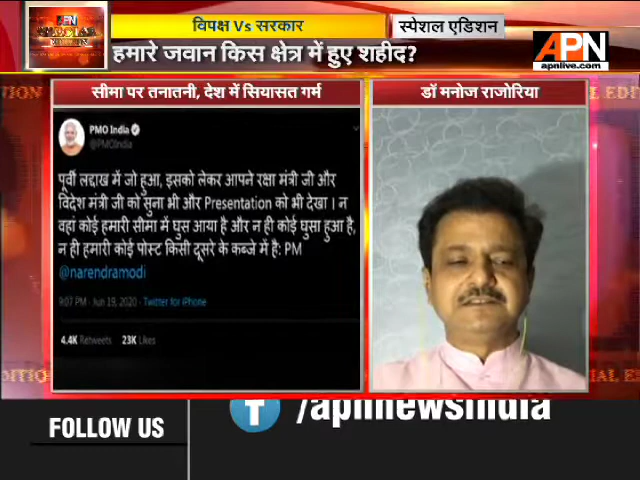 विपक्ष Vs सरकार
स्पेशल एडिशन
हमारे जवान किस क्षेत्र में हुए शहीद?
APN
apnlive.com
सीमा पर तनातनी, देश में सियासत गर्म
डॉ मनोज राजोरिया
PMO India
@PMOIndia
पूर्वी लद्दाख में जो हुआ, इसको लेकर आपने रक्षा मंत्री जी और
विदेश मंत्री जी को सुना भी और Presentation को भी देखा । न
वहां कोई हमारी सीमा में घुस आया है और न ही कोई घुसा हुआ है,
न ही हमारी कोई पोस्ट किसी दूसरे के कब्जे में है: PM
@narendramodi
9:07 PM · Jun 19, 2020 · Twitter for iPhone
4.4K Retweets 23K Likes
FOLLOW US
/apnnewsindia